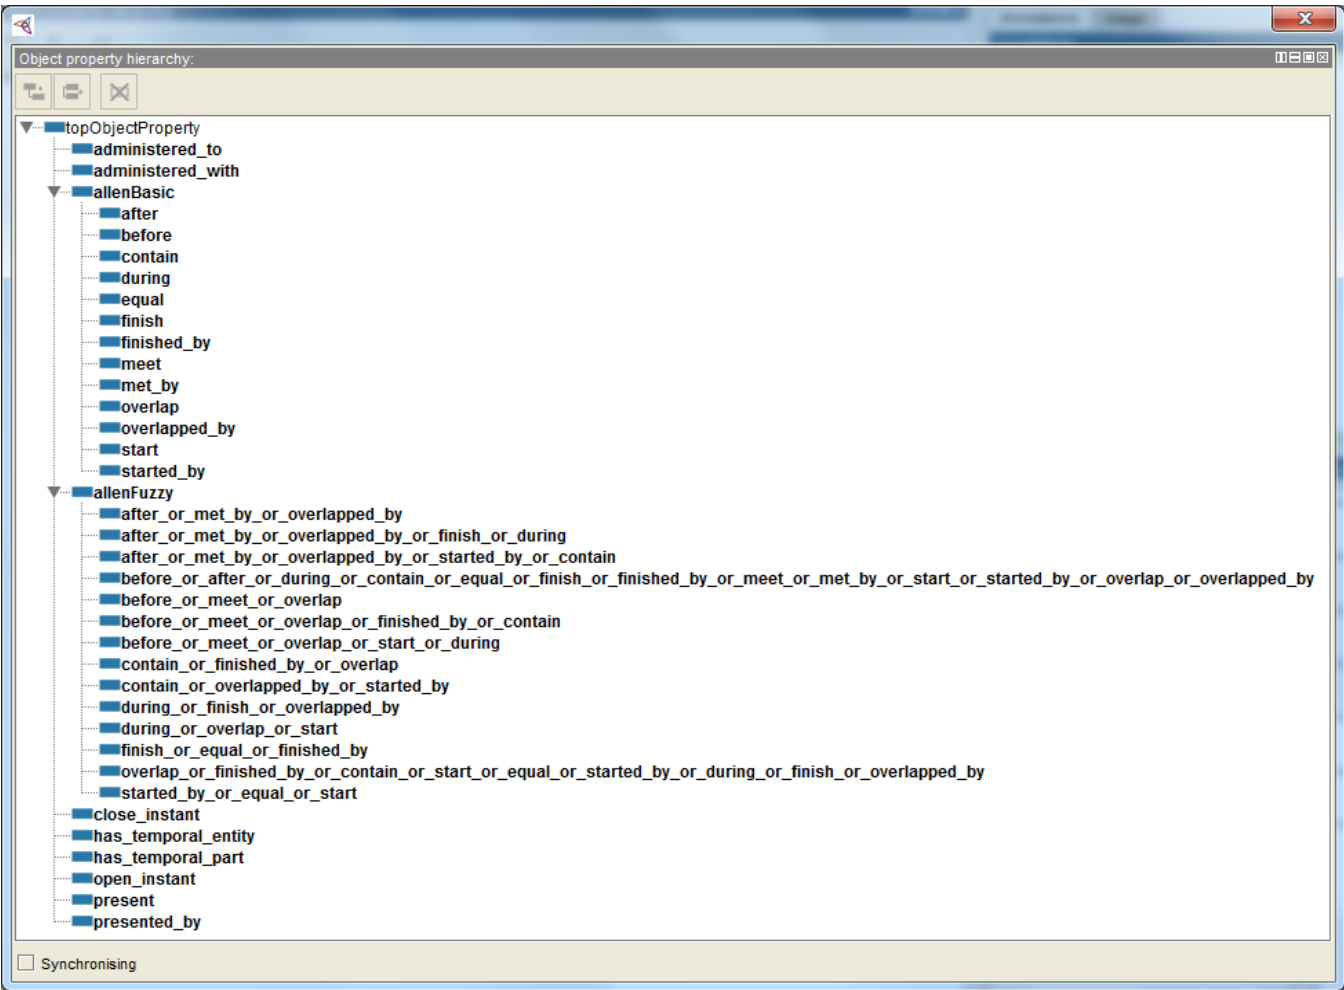 Object property hierarchy:
topObjectProperty
administered_to
administered_with
allenBasic
after
before
contain
during
equal
finish
finished_by
meet
met_by
overlap
overlapped_by
start
started_by
allenFuzzy
after_or_met_by_or_overlapped_by
after_or_met_by_or_overlapped_by_or_finish_or_during
after_or_met_by_or_overlapped_by_or_started_by_or_contain
before_or_after_or_during_or_contain_or_equal_or_finish_or_finished_by_or_meet_or_met_by_or_start_or_started_by_or_overlap_or_overlapped_by
before_or_meet_or_overlap
before_or_meet_or_overlap_or_finished_by_or_contain
before_or_meet_or_overlap_or_start_or_during
contain_or_finished_by_or_overlap
contain_or_overlapped_by_or_started_by
during_or_finish_or_overlapped_by
during_or_overlap_or_start
finish_or_equal_or_finished_by
overlap_or_finished_by_or_contain_or_start_or_equal_or_started_by_or_during_or_finish_or_overlapped_by
started_by_or_equal_or_start
close_instant
has_temporal_entity
has_temporal_part
open_instant
present
presented_by
Synchronising